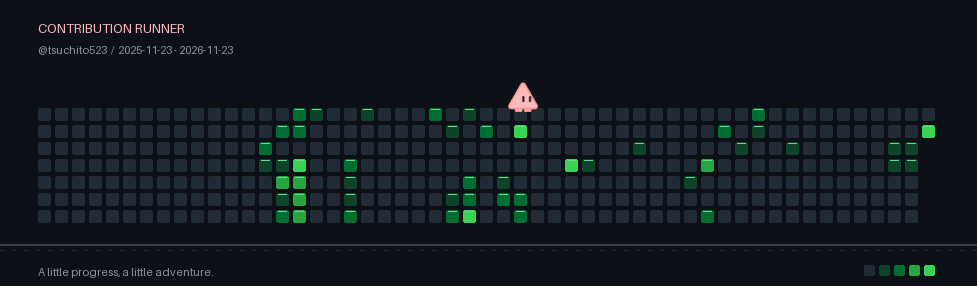 CONTRIBUTION RUNNER
@tsuchito523 / 2025-11-23 - 2026-11-23
A little progress, a little adventure.